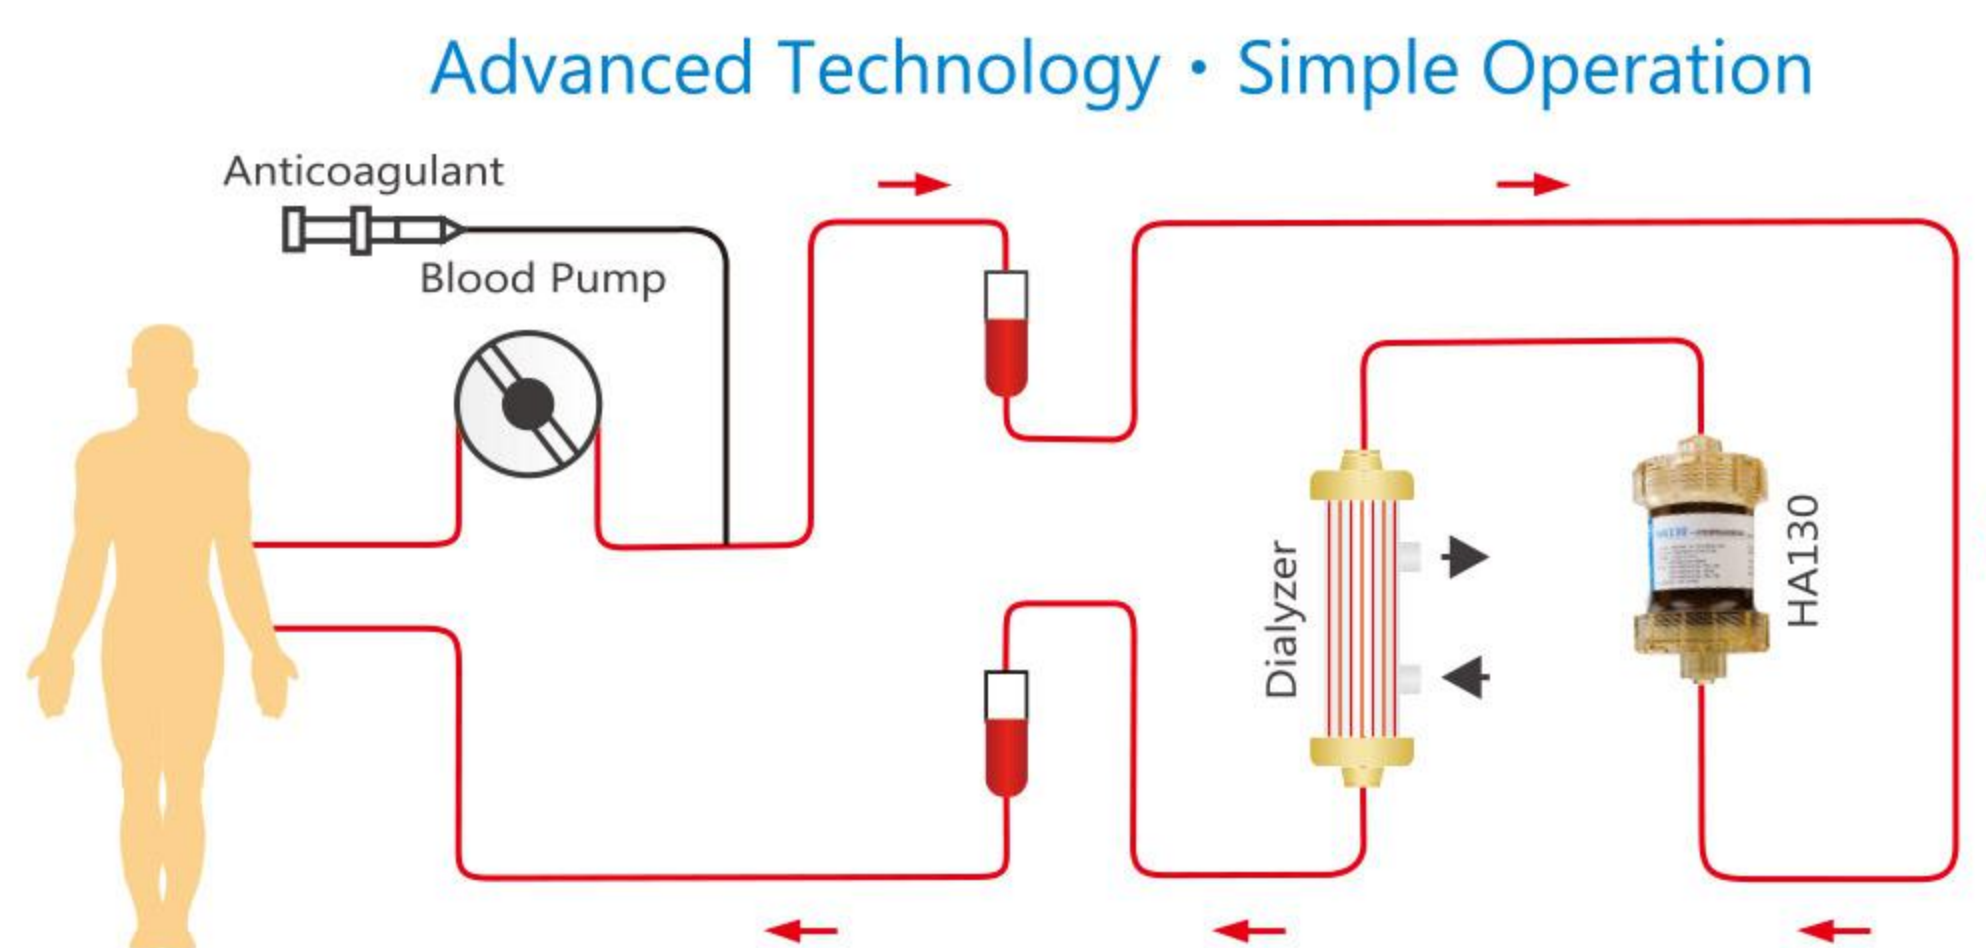 Advanced Technology・Simple Operation
Anticoagulant
Blood Pump
Dialyzer
HA130